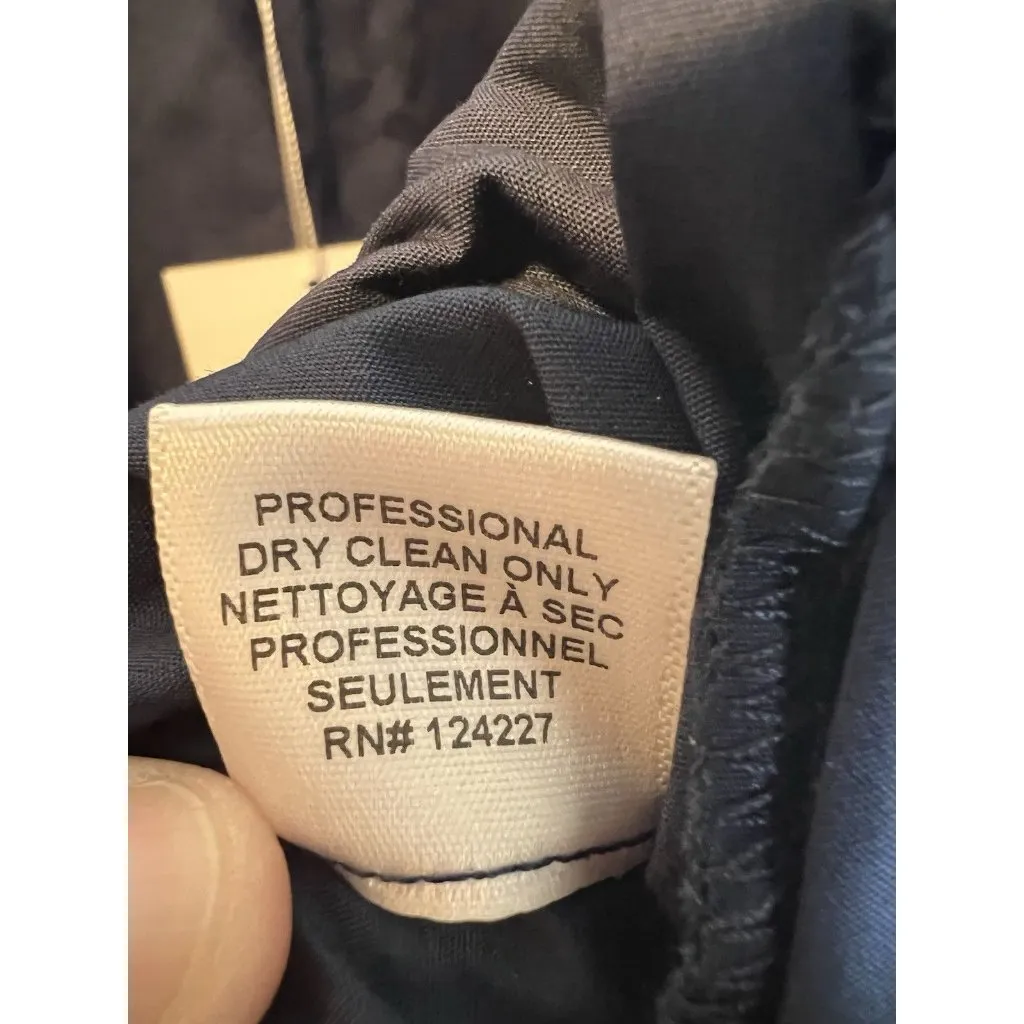 PROFESSIONAL
DRY CLEAN ONLY
NETTOYAGE À SEC
PROFESSIONNEL
SEULEMENT
RN# 124227